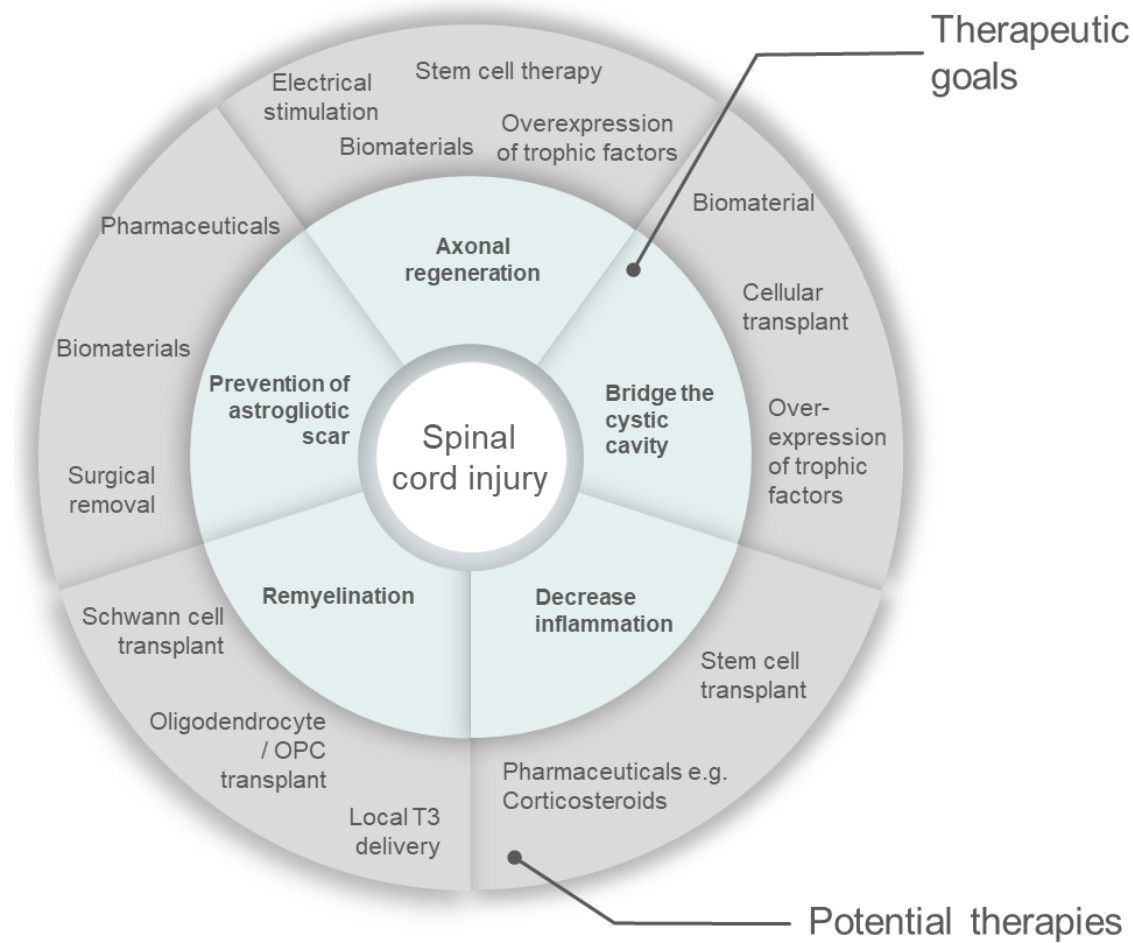 Therapeutic
goals
Electrical
stimulation
Stem cell therapy
Biomaterials
Overexpression
of trophic factors
Pharmaceuticals
Biomaterials
Surgical
removal
Biomaterial
Cellular
transplant
Over-
expression
of trophic
factors
Axonal
regeneration
Prevention of
astrogliotic
scar
Bridge the
cystic
cavity
Spinal
cord injury
Remyelination
Decrease
inflammation
Schwann cell
transplant
Oligodendrocyte
/ OPC
transplant
Local T3
delivery
Stem cell
transplant
Pharmaceuticals e.g.
Corticosteroids
Potential therapies